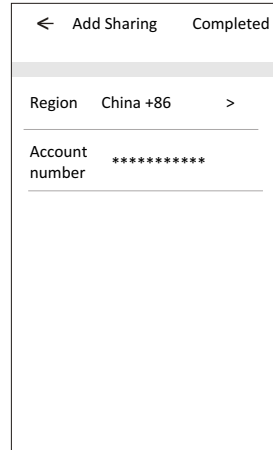 ← Add Sharing Completed
Region China +86 >
Account
number ***********